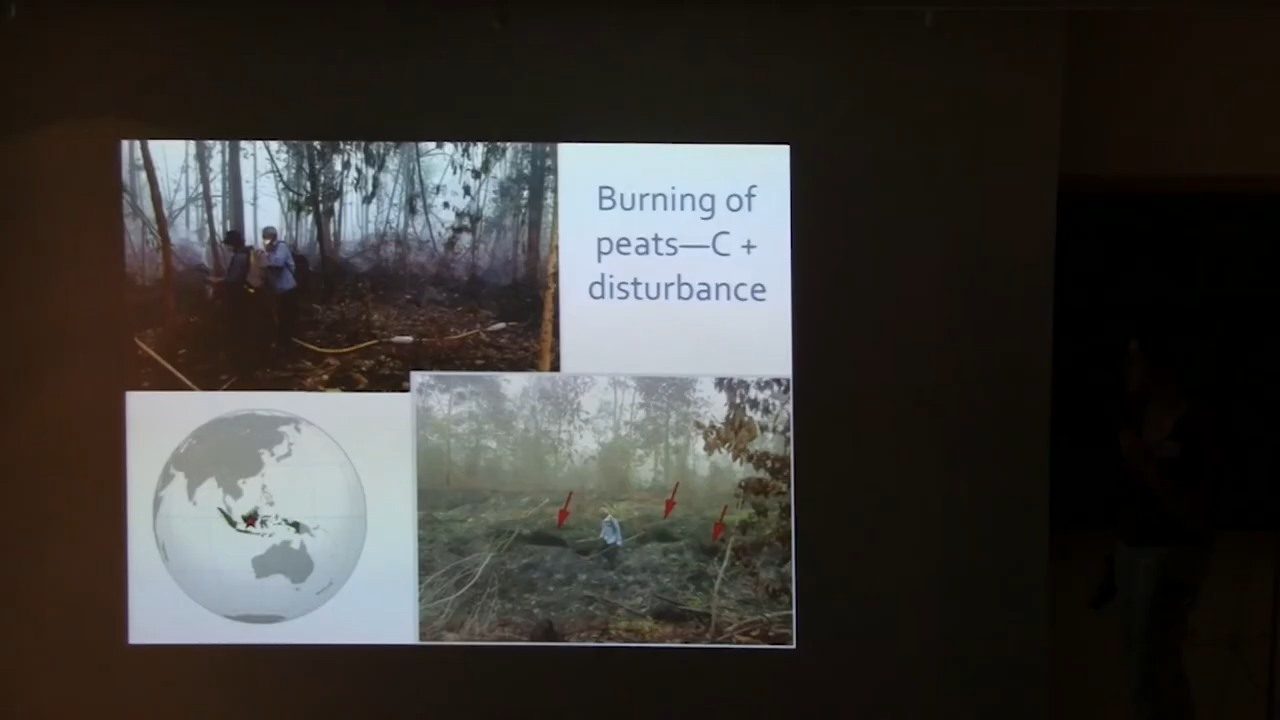 Burning of
peats—C +
disturbance